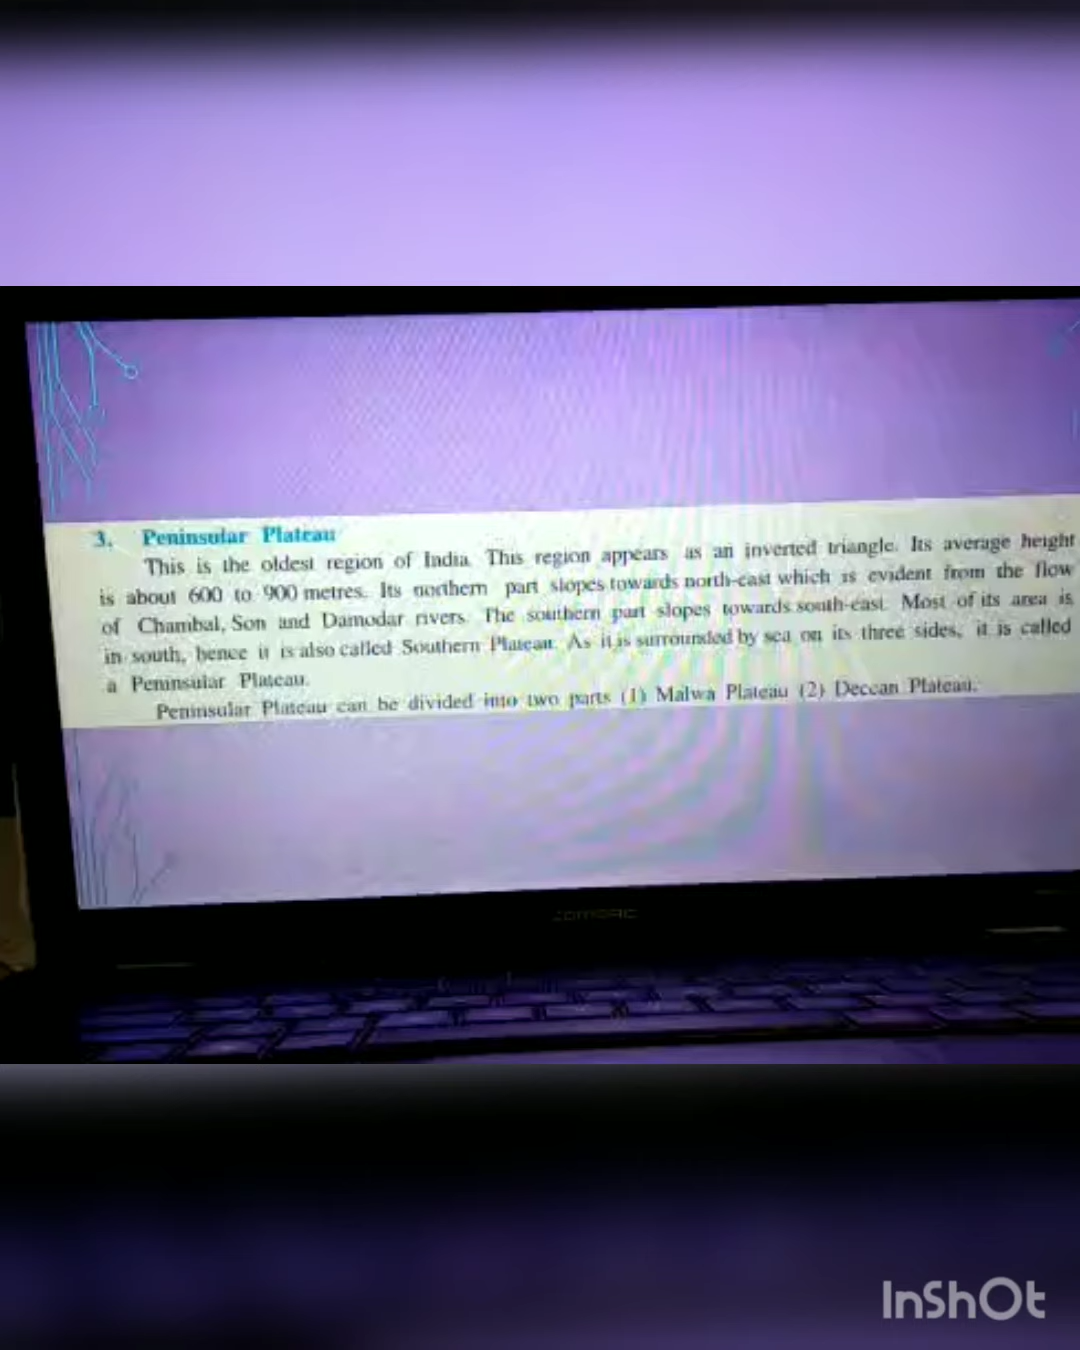 3. Peninsular Plateau
This is the oldest region of India. This region appears as an inverted triangle. Its average height
is about 600 to 900 metres. Its northern part slopes towards north-east which is evident from the flow
of Chambal, Son and Damodar rivers. The southern part slopes towards south-east. Most of its area is
in south, hence it is also called Southern Plateau. As it is surrounded by sea on its three sides, it is called
a Peninsular Plateau.
Peninsular Plateau can be divided into two parts (1) Malwa Plateau (2) Deccan Plateau.
COMPAQ
InShOt